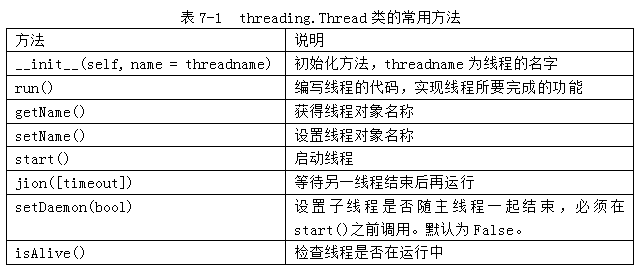 表 7-1 threading.Thread 类的常用方法
方法 说明
__init__(self, name = threadname) 初始化方法，threadname 为线程的名字
run() 编写线程的代码，实现线程所要完成的功能
getName() 获得线程对象名称
setName() 设置线程对象名称
start() 启动线程
jion([timeout]) 等待另一线程结束后再运行
setDaemon(bool) 设置子线程是否随主线程一起结束，必须在
start()之前调用。默认为 False。
isAlive() 检查线程是否在运行中